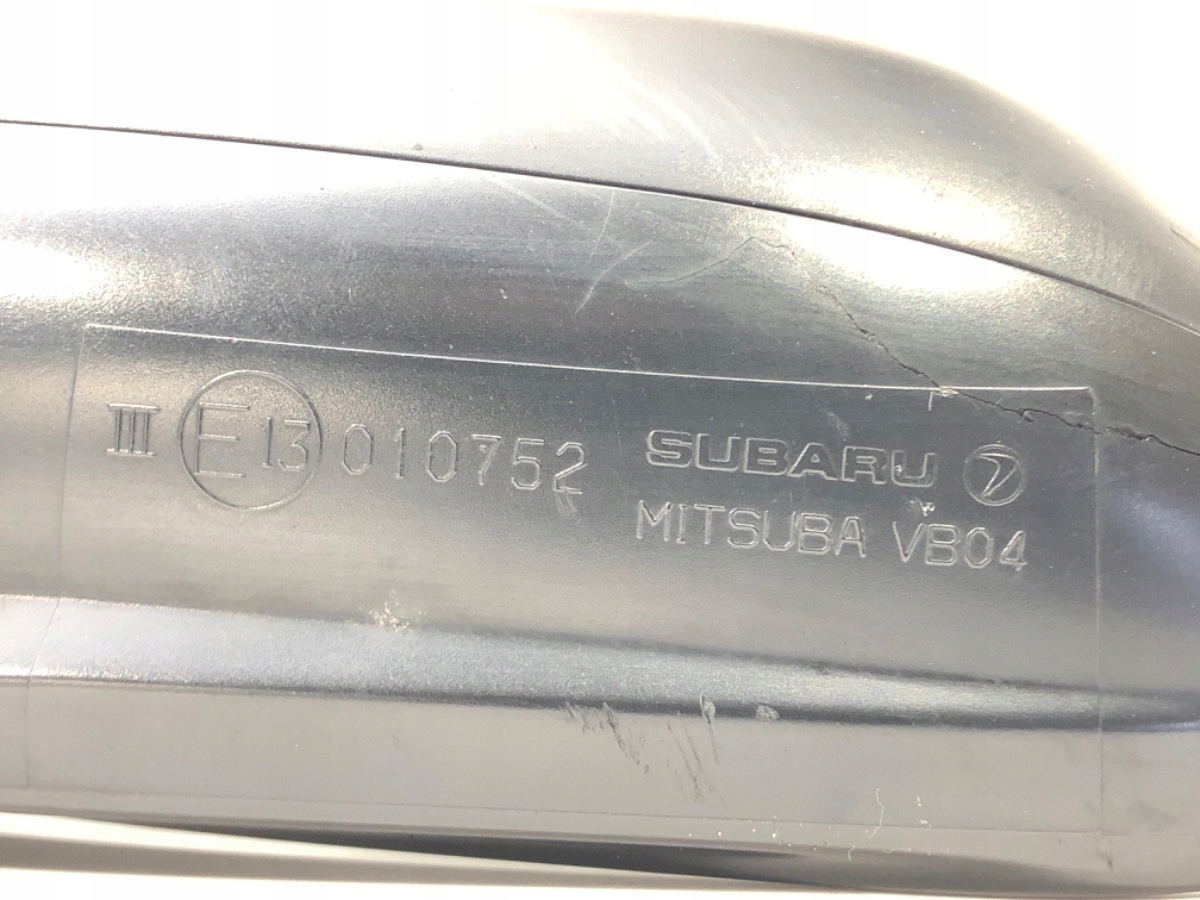 III E13 010752
SUBARU
MITSUBA VB04